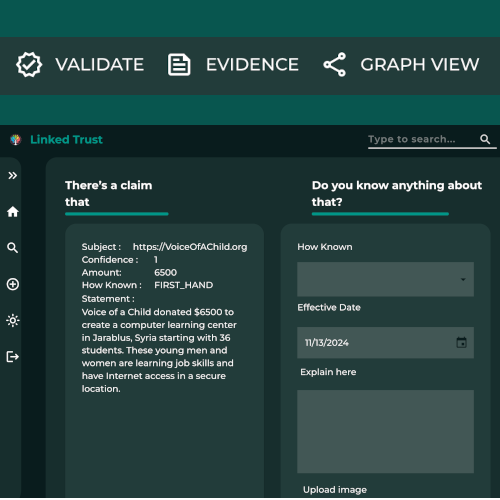 VALIDATE EVIDENCE GRAPH VIEW
Linked Trust
Type to search...
There's a claim
that
Subject : https://VoiceOfAChild.org
Confidence : 1
Amount: 6500
How Known : FIRST_HAND
Statement :
Voice of a Child donated $6500 to
create a computer learning center
in Jarablus, Syria starting with 36
students. These young men and
women are learning job skills and
have Internet access in a secure
location.
Do you know anything about
that?
How Known
Effective Date
11/13/2024
Explain here
Upload image